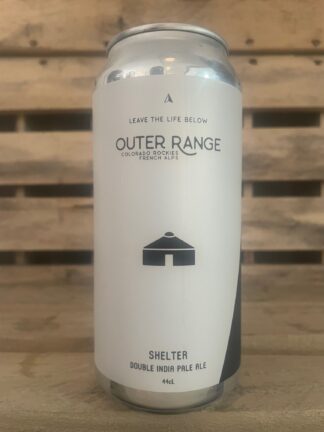 LEAVE THE LIFE BELOW
OUTER RANGE
COLORADO ROCKIES
FRENCH ALPS
SHELTER
DOUBLE INDIA PALE ALE
44cL